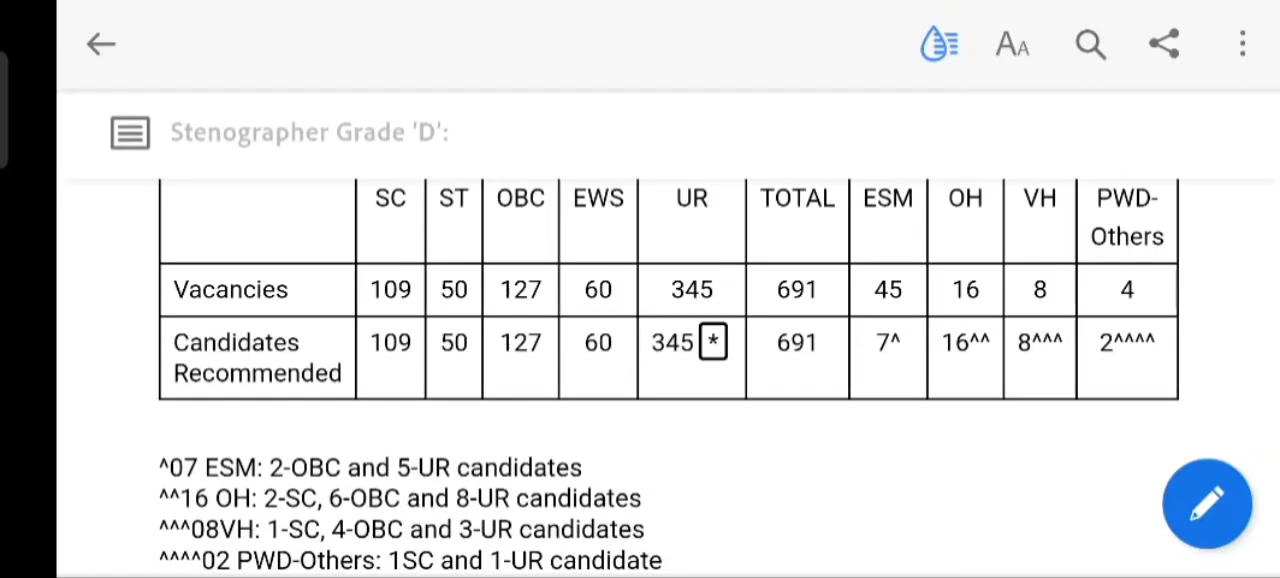 AA
Stenographer Grade 'D':
SC ST OBC EWS UR TOTAL ESM OH VH PWD-
Others
Vacancies 109 50 127 60 345 691 45 16 8 4
Candidates 109 50 127 60 345 * 691 7^ 16^^ 8^^^ 2^^^^
Recommended
^07 ESM: 2-OBC and 5-UR candidates
^^16 OH: 2-SC, 6-OBC and 8-UR candidates
^^^08VH: 1-SC, 4-OBC and 3-UR candidates
^^^^02 PWD-Others: 1SC and 1-UR candidate